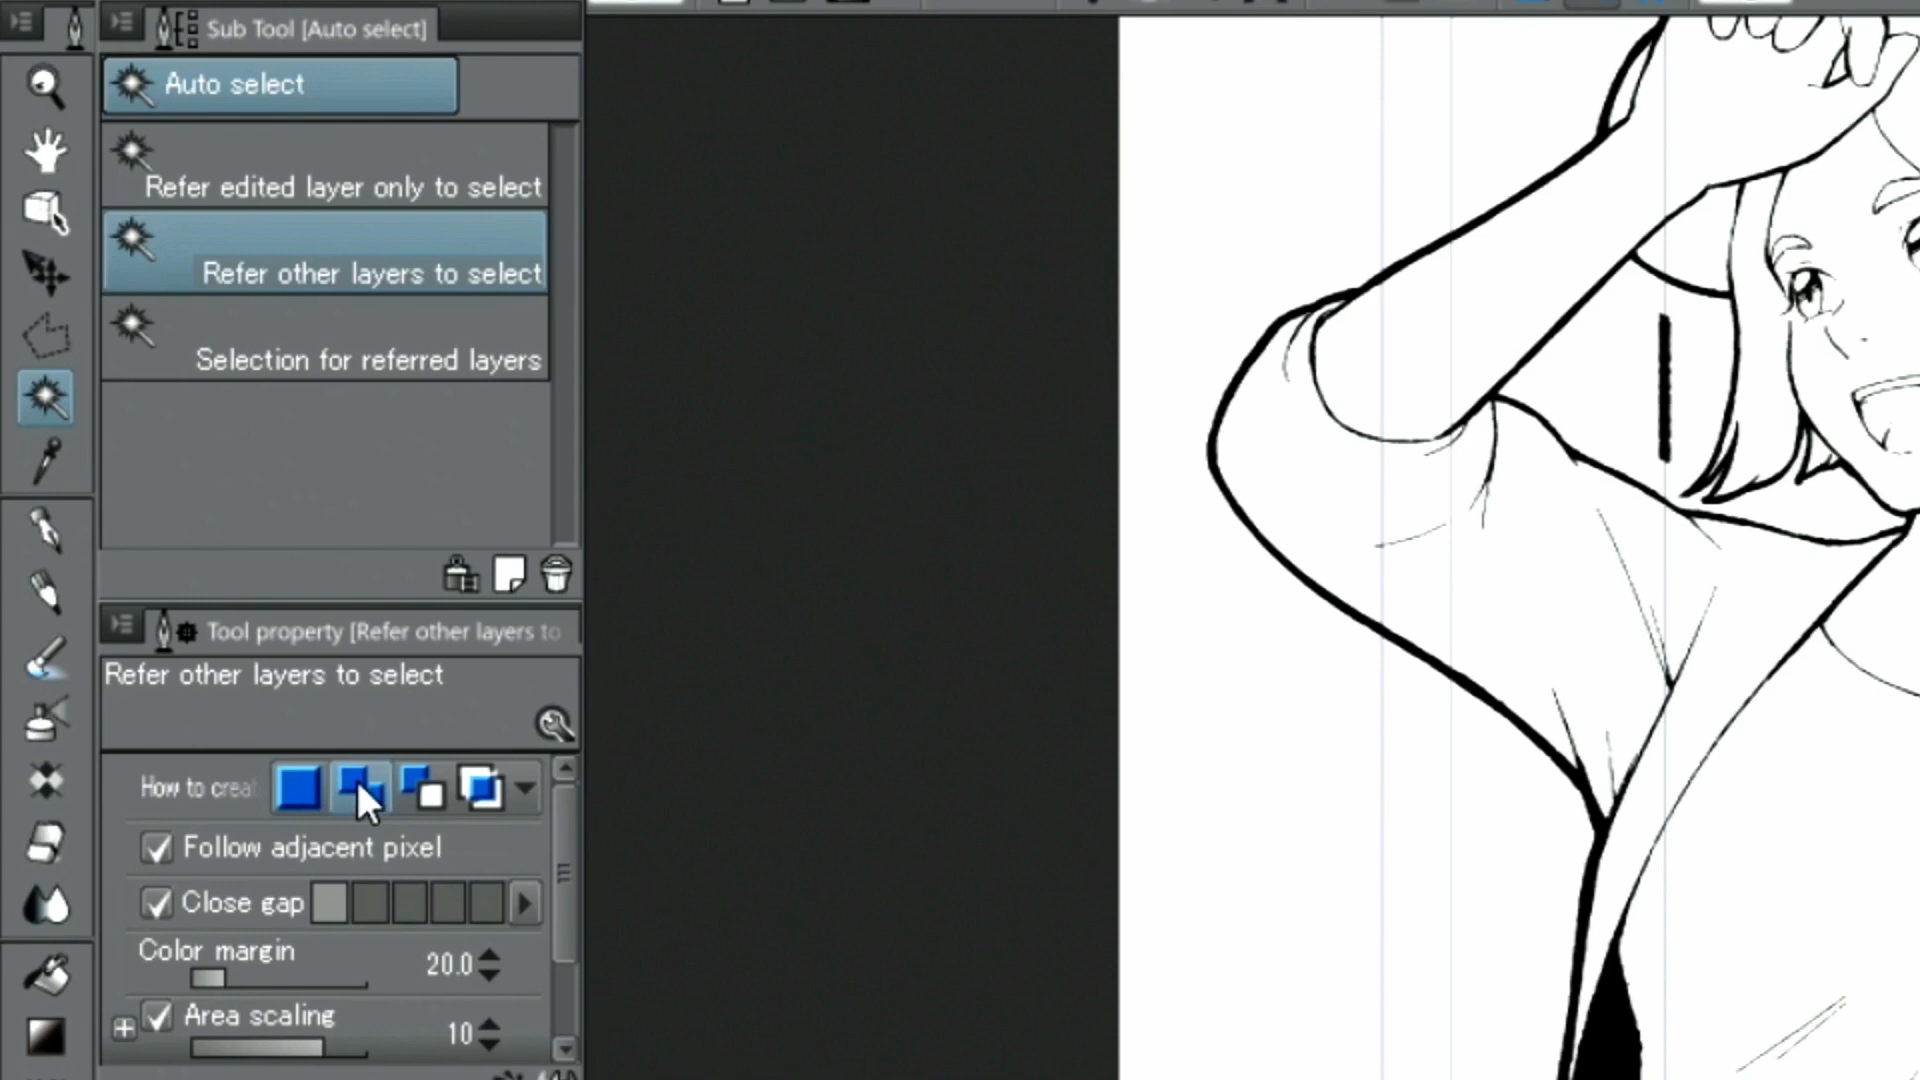 Sub Tool [Auto select]
Auto select
Refer edited layer only to select
Refer other layers to select
Selection for referred layers
Tool property [Refer other layers to
Refer other layers to select
How to creat
Follow adjacent pixel
Close gap
Color margin
20.0
Area scaling
10